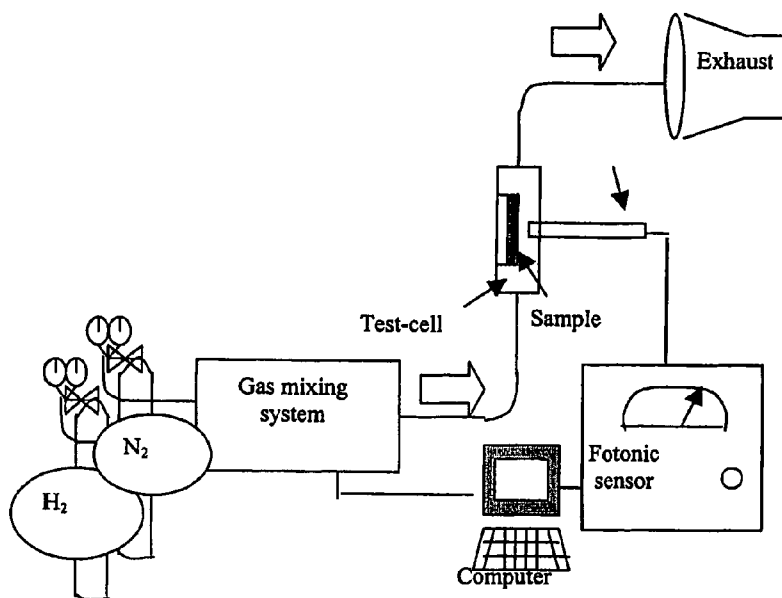 Exhaust
Test-cell
Sample
Gas mixing
system
N₂
H₂
Fotonic
sensor
Computer